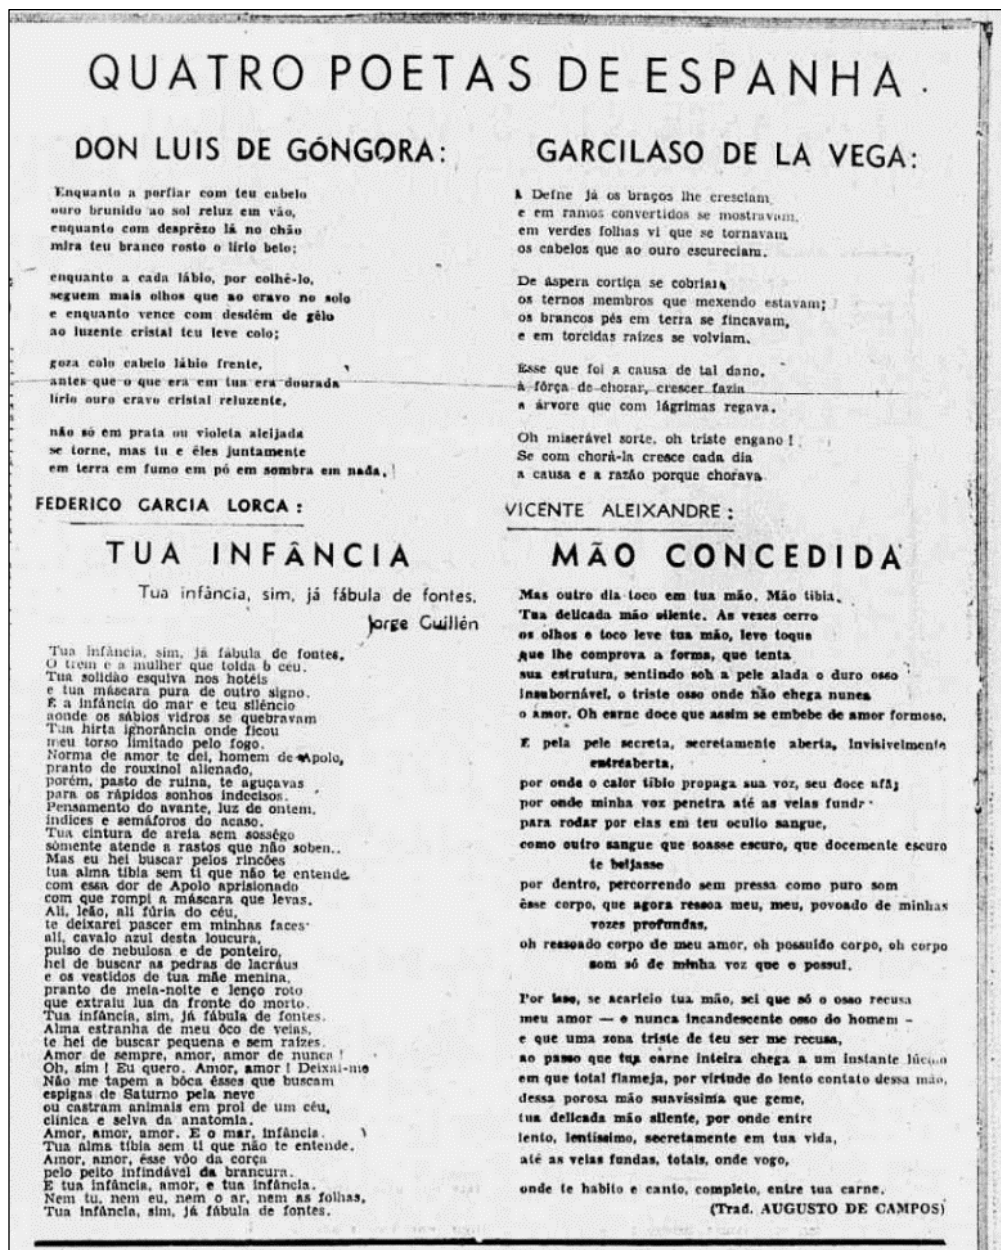 QUATRO POETAS DE ESPANHA.
DON LUIS DE GÓNGORA:
Enquanto a porfiar com teu cabelo
ouro brunido ao sol reluz em vão,
enquanto com desprêzo lá no chão
mira teu branco rosto o lírio belo;
enquanto a cada lábio, por colhê-lo,
seguem mais olhos que ao cravo no solo
e enquanto vence com desdém de gêlo
ao luzente cristal teu leve colo;
goza colo cabelo lábio frente,
antes que o que era em tua era dourada
lírio ouro cravo cristal reluzente,
não só em prata ou violeta aleijada
se torne, mas tu e êles juntamente
em terra em fumo em pó em sombra em nada.
GARCILASO DE LA VEGA:
A Defne já os braços lhe cresciam
e em ramos convertidos se mostravam,
em verdes folhas vi que se tornavam
os cabelos que ao ouro escureciam.
De áspera cortiça se cobriam
os ternos membros que mexendo estavam;
os brancos pés em terra se fincavam,
e em torcidas raízes se volviam.
Esse que foi a causa de tal dano,
à fôrça de chorar, crescer fazia
a árvore que com lágrimas regava.
Oh miserável sorte, oh triste engano!
Se com chorá-la cresce cada dia
a causa e a razão porque chorava.
FEDERICO GARCIA LORCA:
TUA INFÂNCIA
Tua infância, sim, já fábula de fontes.
Jorge Guillén
Tua infância, sim, já fábula de fontes.
O trem e a mulher que tolda o céu.
Tua solidão esquiva nos hotéis
e tua máscara pura de outro signo.
É a infância do mar e teu silêncio
aonde os sábios vidros se quebravam
Tua hirta ignorância onde ficou
meu torso limitado pelo fogo.
Norma de amor te dei, homem de Apolo,
pranto de rouxinol alienado,
porém, pasto de ruina, te aguçavas
para os rápidos sonhos indecisos.
Pensamento do avante, luz de ontem,
índices e semáforos do acaso.
Tua cintura de areia sem sossêgo
sòmente atende a rastos que não soben..
Mas eu hei buscar pelos rincões
tua alma tíbia sem ti que não te entende,
com essa dor de Apolo aprisionado
com que rompi a máscara que levas.
Ali, leão, ali fúria do céu,
te deixarei pascer em minhas faces
ali, cavalo azul desta loucura,
pulso de nebulosa e de ponteiro,
hei de buscar as pedras de lacráus
e os vestidos de tua mãe menina,
pranto de meia-noite e lenço roto
que extraiu lua da fronte do morto.
Tua infância, sim, já fábula de fontes.
Alma estranha de meu ôco de veias,
te hei de buscar pequena e sem raízes.
Amor de sempre, amor, amor de nunca!
Oh, sim! Eu quero. Amor, amor! Deixai-me
Não me tapem a bôca êsses que buscam
espigas de Saturno pela neve
ou castram animais em prol de um céu,
clínica e selva da anatomia.
Amor, amor, amor. E o mar, infância.
Tua alma tíbia sem ti que não te entende.
Amor, amor, êsse vôo da corça
pelo peito infindável da brancura.
E tua infância, amor, e tua infância.
Nem tu, nem eu, nem o ar, nem as folhas,
Tua infância, sim, já fábula de fontes.
VICENTE ALEIXANDRE:
MÃO CONCEDIDA
Mas outro dia toco em tua mão. Mão tíbia.
Tua delicada mão silente. As vezes cerro
os olhos e toco leve tua mão, leve toque
que lhe comprova a forma, que tenta
sua estrutura, sentindo sob a pele alada o duro osso
insubornável, o triste osso onde não chega nunca
o amor. Oh carne doce que assim se embebe de amor formoso.
E pela pele secreta, secretamente aberta, invisivelmente
entreaberta,
por onde o calor tíbio propaga sua voz, seu doce afã;
por onde minha voz penetra até as veias
para rodar por elas em teu oculto sangue,
como outro sangue que soasse escuro, que docemente escuro
te beijasse
por dentro, percorrendo sem pressa como puro som
êsse corpo, que agora ressoa meu, meu, povoado de minhas
vozes profundas,
oh ressoado corpo de meu amor, oh possuido corpo, oh corpo
som só de minha voz que o possui.
Por isso, se acaricio tua mão, sei que só o osso recusa
meu amor — o nunca incandescente osso do homem —
e que uma zona triste de teu ser me recusa,
ao passo que tua carne inteira chega a um instante lúcido
em que total flameja, por virtude do lento contato dessa mão,
dessa porosa mão suavíssima que geme,
tua delicada mão silente, por onde entre
lento, lentíssimo, secretamente em tua vida,
até as veias fundas, totais, onde vogo,
onde te habito e canto, completo, entre tua carne.
(Trad. AUGUSTO DE CAMPOS)